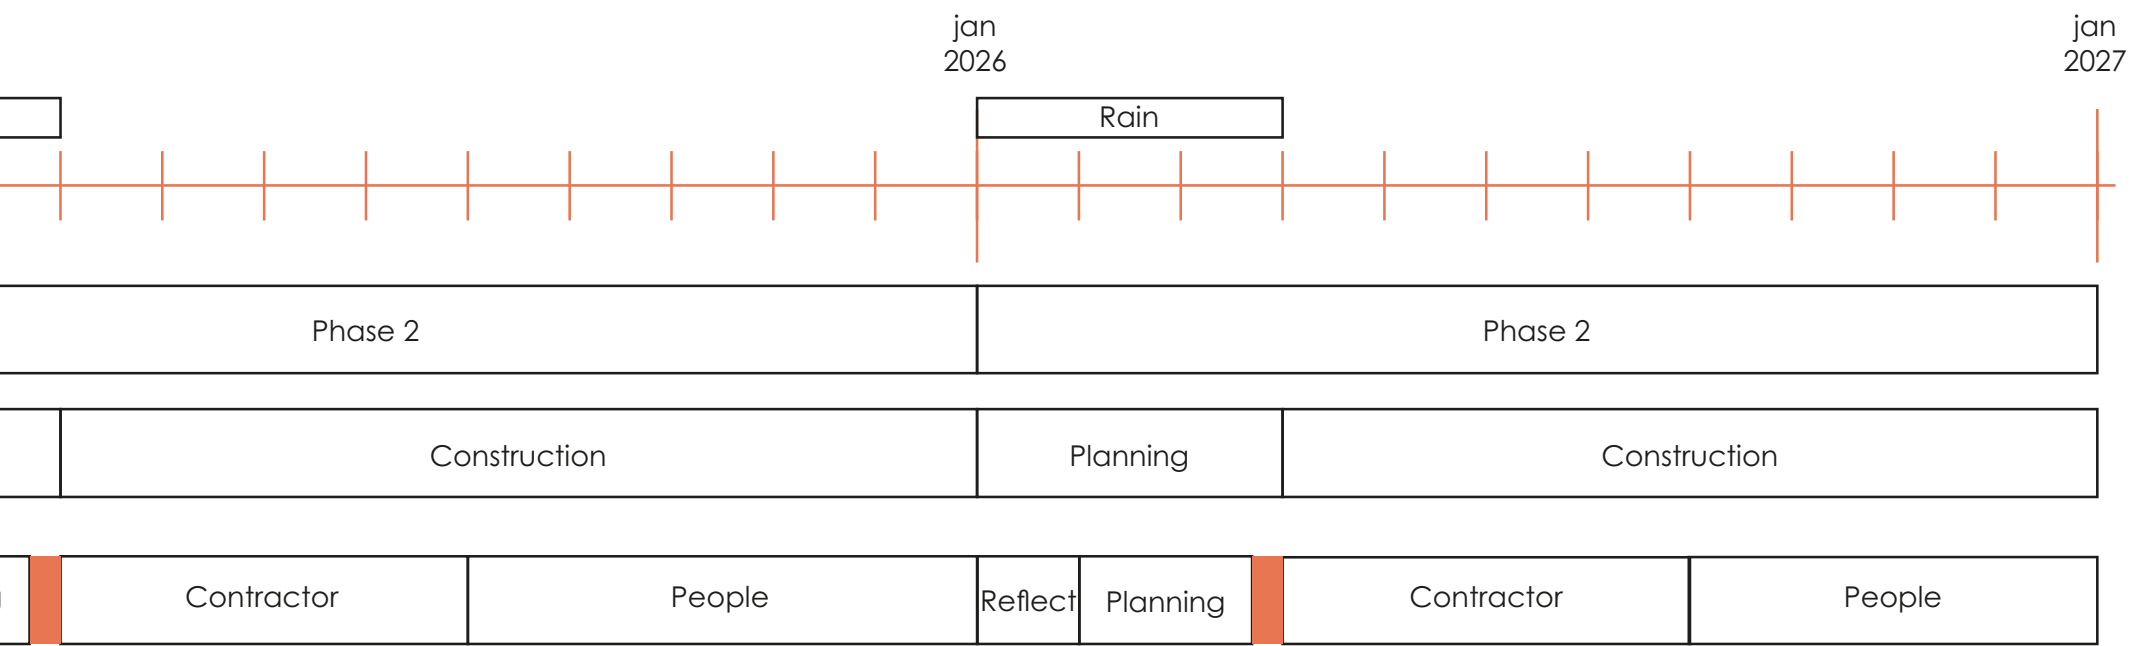 jan
2026
jan
2027
Rain
Phase 2
Phase 2
Construction
Planning
Construction
Contractor
People
Reflect
Planning
Contractor
People